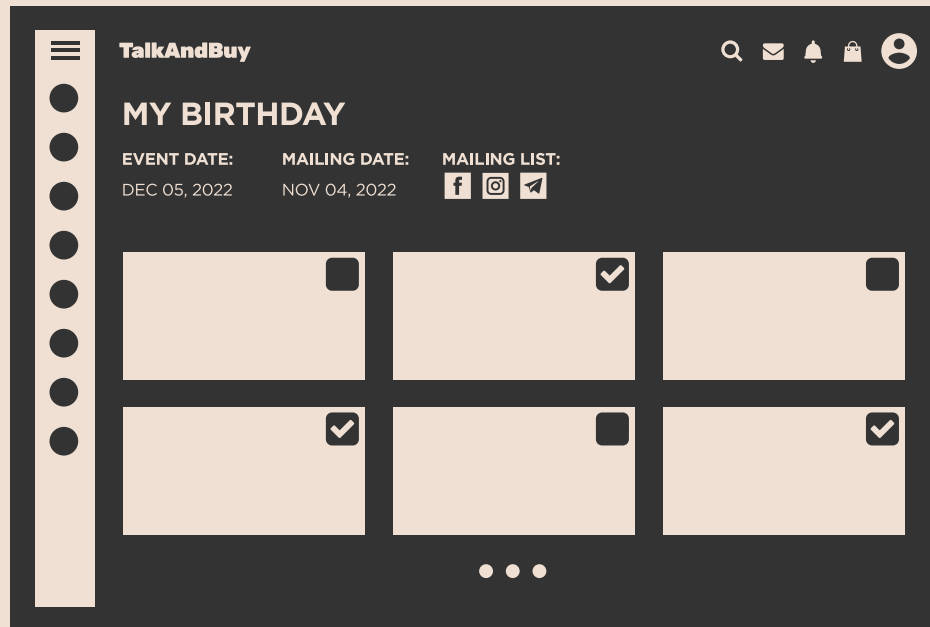 TalkAndBuy
MY BIRTHDAY
EVENT DATE: MAILING DATE: MAILING LIST:
DEC 05, 2022 NOV 04, 2022